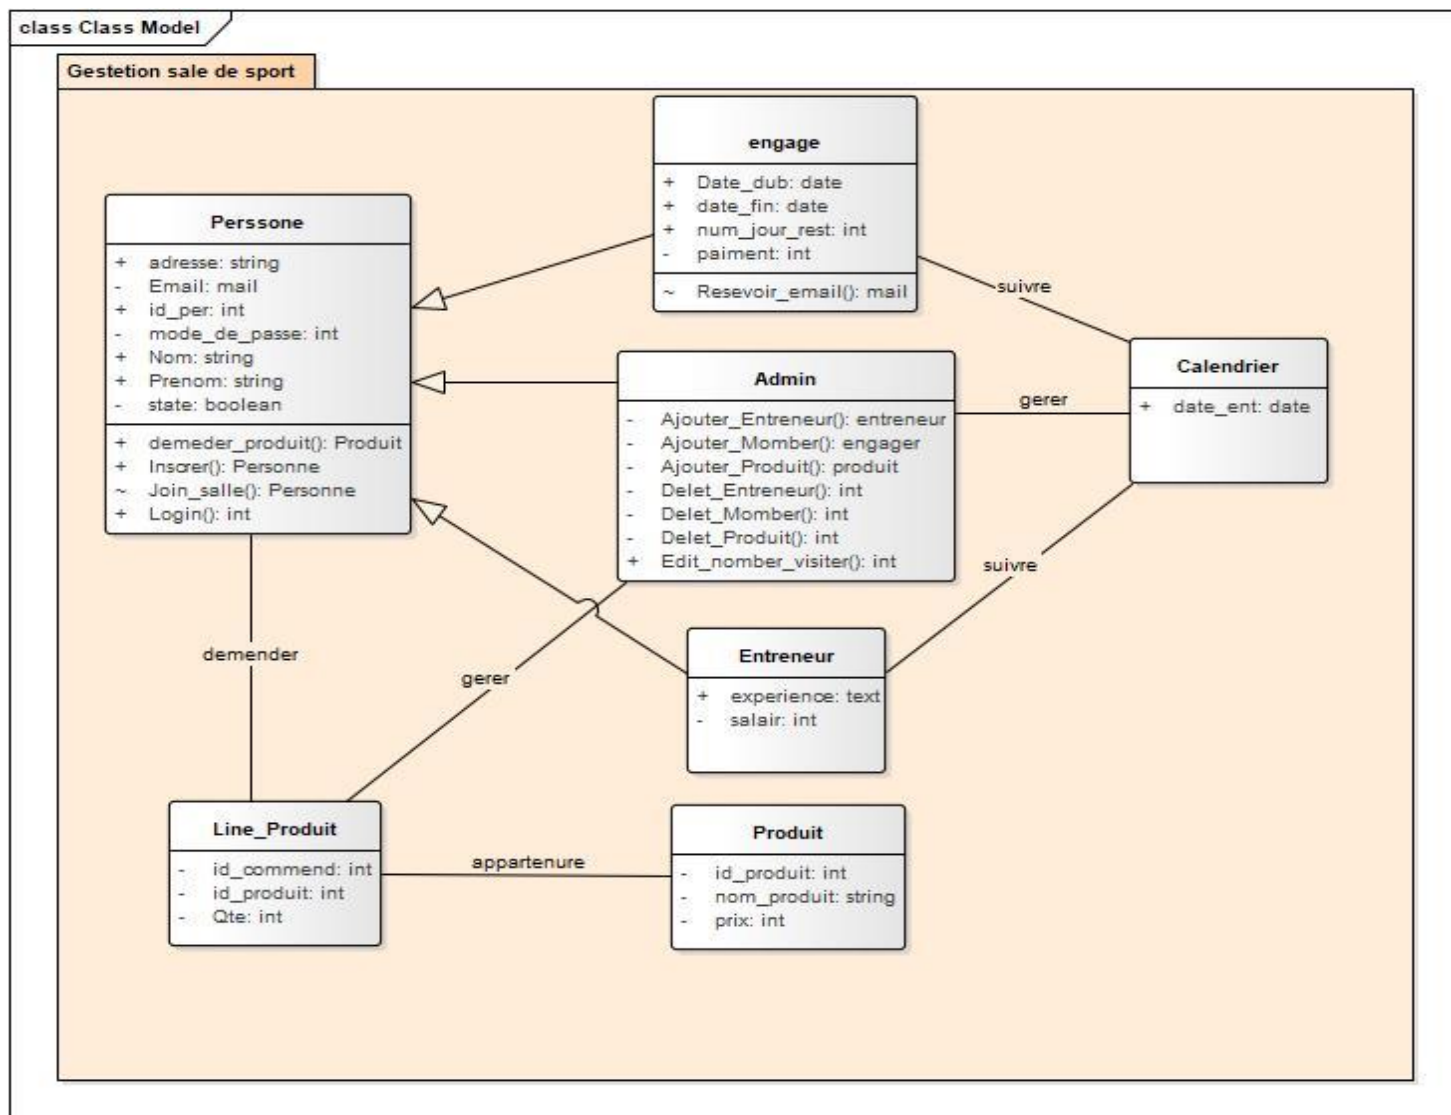 class Class Model
Gestetion sale de sport
engage
+ Date_dub: date
+ date_fin: date
+ num_jour_rest: int
- paiment: int
~ Resevoir_email(): mail
Perssone
+ adresse: string
- Email: mail
+ id_per: int
- mode_de_passe: int
+ Nom: string
+ Prenom: string
- state: boolean
+ demeder_produit(): Produit
+ Inscrer(): Personne
~ Join_salle(): Personne
+ Login(): int
suivre
Admin
- Ajouter_Entreneur(): entreneur
- Ajouter_Momber(): engager
- Ajouter_Produit(): produit
- Delet_Entreneur(): int
- Delet_Momber(): int
- Delet_Produit(): int
+ Edit_nomber_visiter(): int
gerer
Calendrier
+ date_ent: date
suivre
demender
gerer
Entreneur
+ experience: text
- salair: int
Line_Produit
- id_commend: int
- id_produit: int
- Qte: int
appartenure
Produit
- id_produit: int
- nom_produit: string
- prix: int